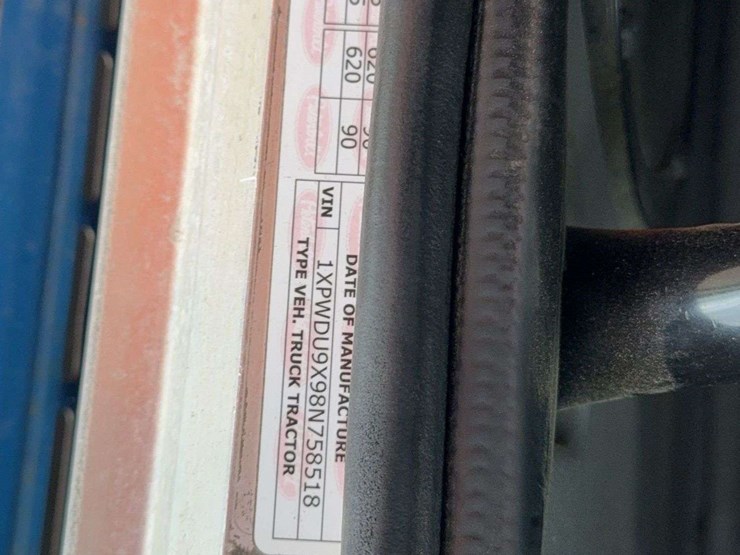 620 90
DATE OF MANUFACTURE
VIN 1XPWDU9X98N758518
TYPE VEH. TRUCK TRACTOR